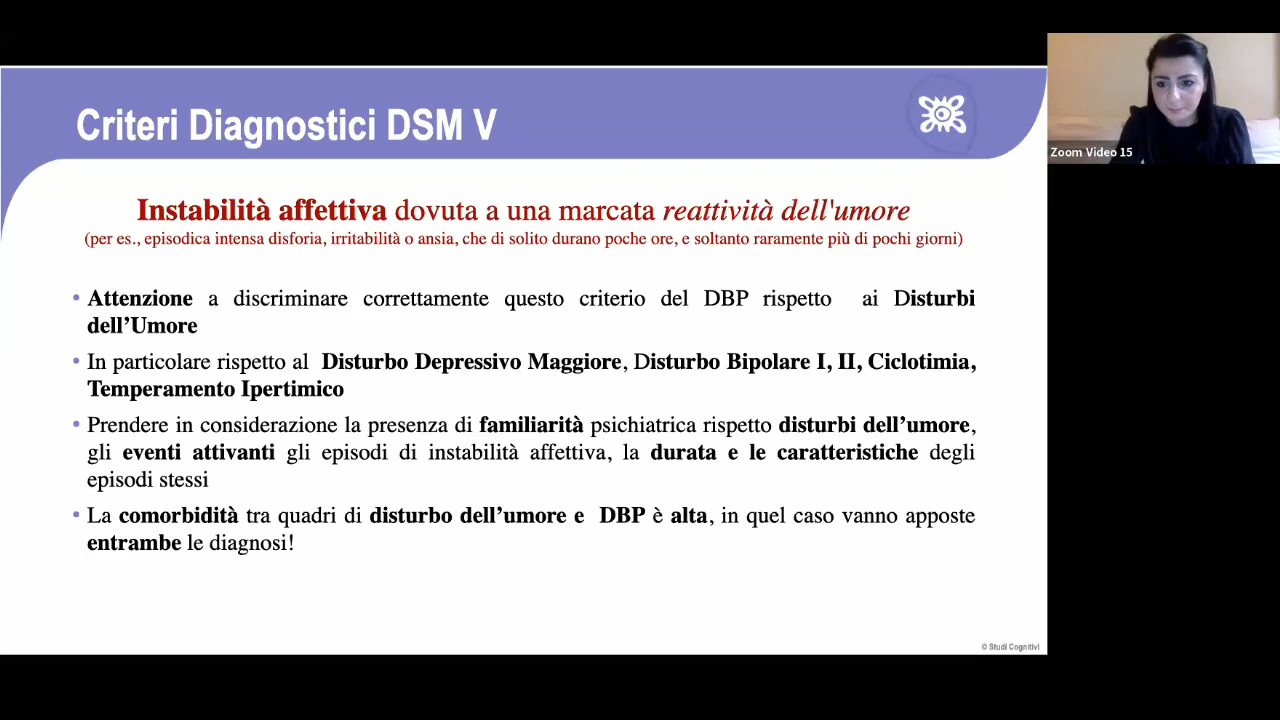 Criteri Diagnostici DSM V
Zoom Video 15
Instabilità affettiva dovuta a una marcata reattività dell'umore
(per es., episodica intensa disforia, irritabilità o ansia, che di solito durano poche ore, e soltanto raramente più di pochi giorni)
• Attenzione a discriminare correttamente questo criterio del DBP rispetto ai Disturbi
dell’Umore
• In particolare rispetto al Disturbo Depressivo Maggiore, Disturbo Bipolare I, II, Ciclotimia,
Temperamento Ipertimico
• Prendere in considerazione la presenza di familiarità psichiatrica rispetto disturbi dell’umore,
gli eventi attivanti gli episodi di instabilità affettiva, la durata e le caratteristiche degli
episodi stessi
• La comorbidità tra quadri di disturbo dell’umore e DBP è alta, in quel caso vanno apposte
entrambe le diagnosi!
© Studi Cognitivi